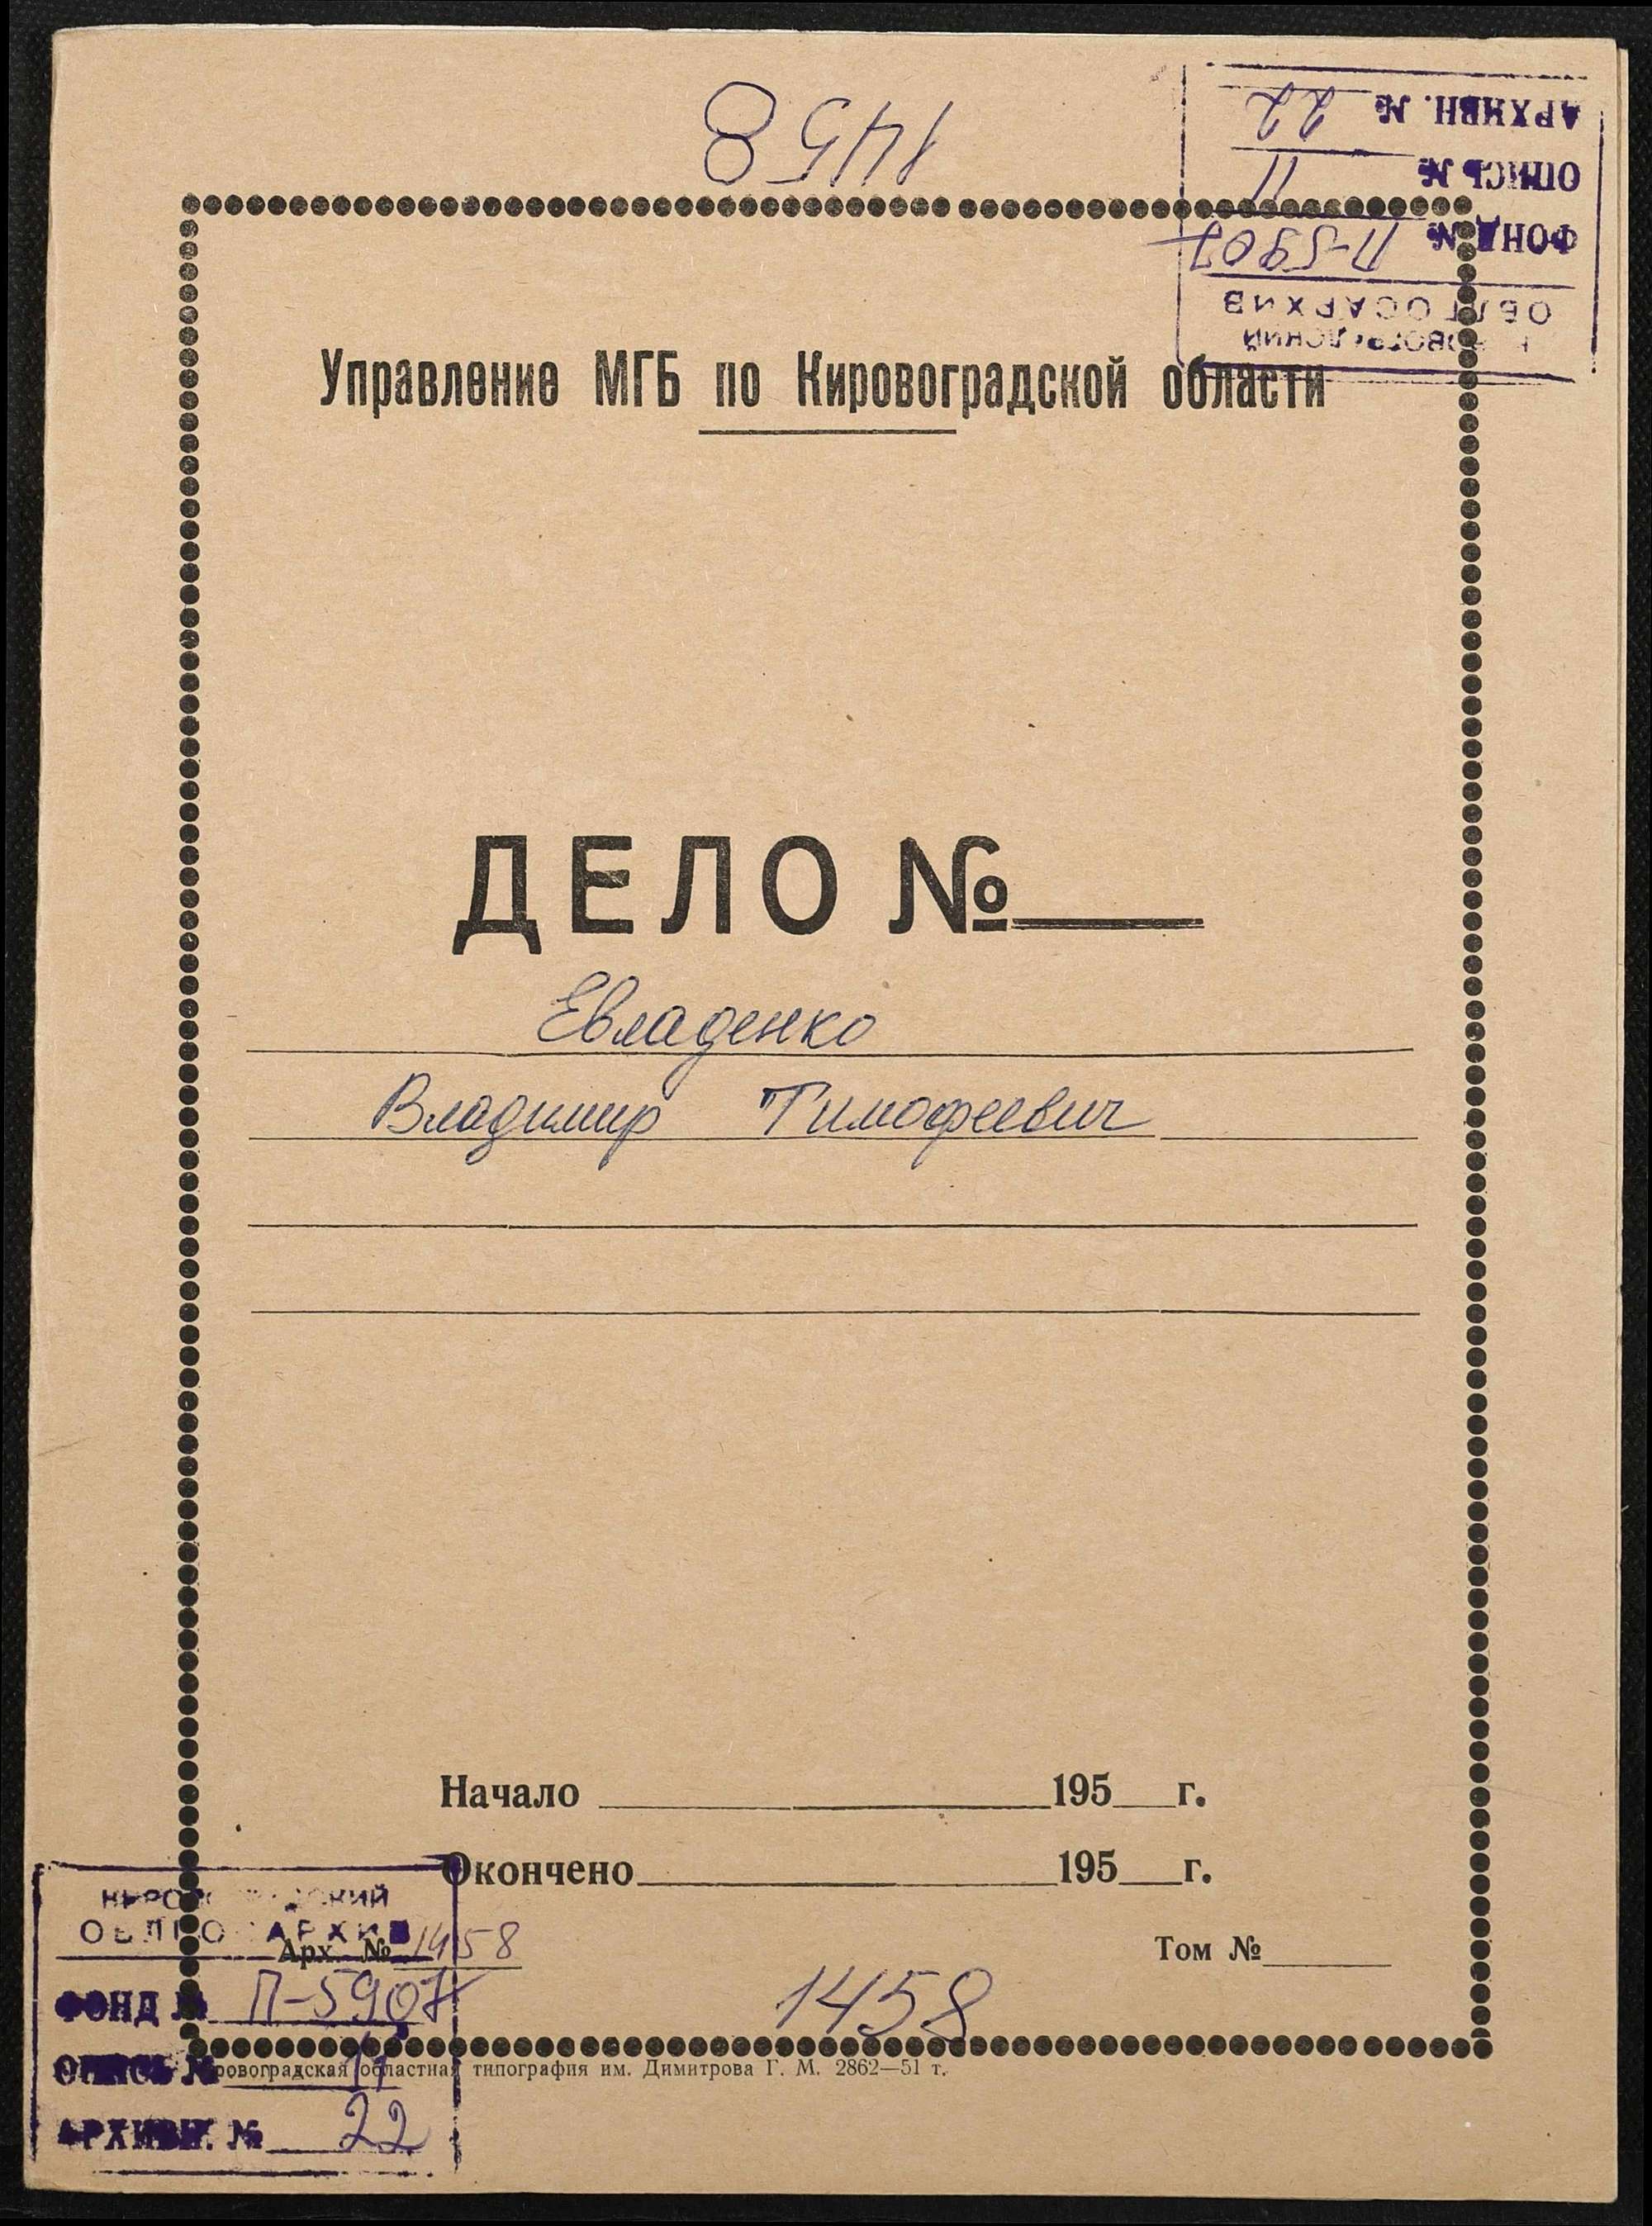 1458
АРХИВН. № 22
ОПИСЬ № 11
ФОНД № П-5907
ОБЛГОСАРХИВ
Управление МГБ по Кировоградской области
ДЕЛО №
Евладенко
Владимир Тимофеевич
Начало 195 г.
Окончено 195 г.
ОБЛГОСАРХИВ
Арх. № 1458
Том №
ФОНД № П-5907
1458
ОПИСЬ № 11
областная типография им. Димитрова Г. М. 2862—51 т.
АРХИВН. № 22